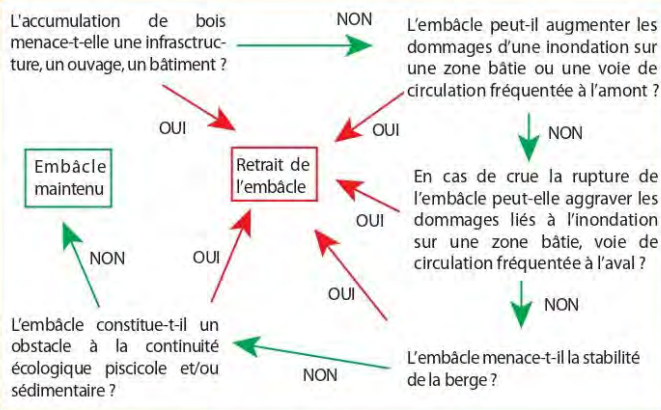 L'accumulation de bois
menace-t-elle une infrasctruc-
ture, un ouvage, un bâtiment ?
NON
L'embâcle peut-il augmenter les
dommages d'une inondation sur
une zone bâtie ou une voie de
circulation fréquentée à l'amont ?
OUI
OUI
NON
Embâcle
maintenu
Retrait de
l'embâcle
En cas de crue la rupture de
l'embâcle peut-elle aggraver les
dommages liés à l'inondation
sur une zone bâtie, voie de
circulation fréquentée à l'aval ?
OUI
NON
OUI
OUI
NON
L'embâcle constitue-t-il un
obstacle à la continuité
écologique piscicole et/ou
sédimentaire ?
NON
L'embâcle menace-t-il la stabilité
de la berge ?